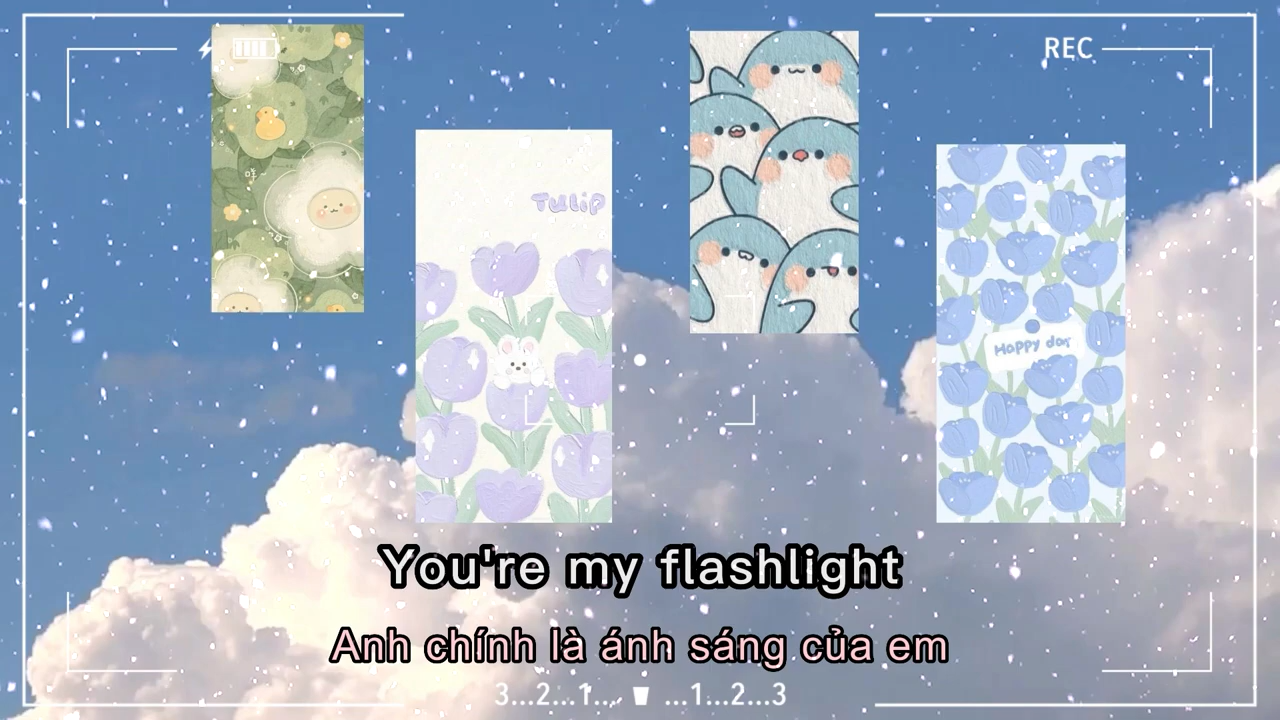 REC
咩
Tulip
Happy day
You're my flashlight
Anh chính là ánh sáng của em
3...2...1... ...1...2...3